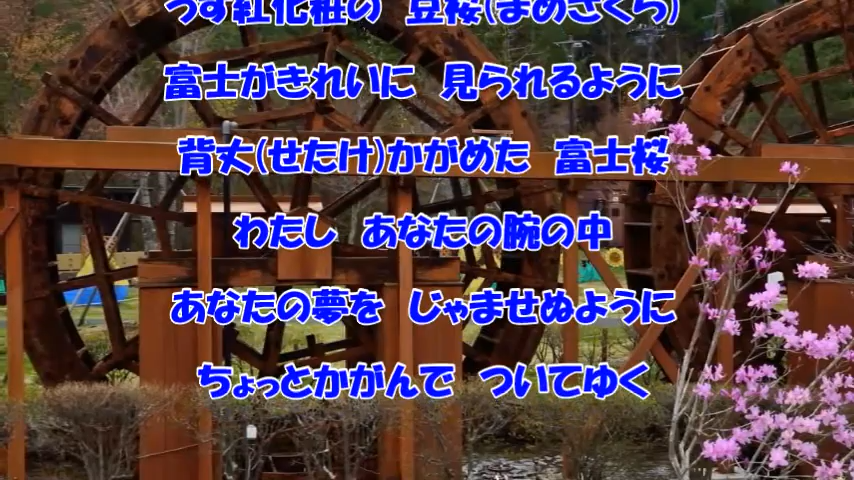 うす紅化粧の　豆桜(まめざくら)
富士がきれいに　見られるように
背丈(せたけ)かがめた　富士桜
わたし　あなたの腕の中
あなたの夢を　じゃませぬように
ちょっとかがんで　ついてゆく